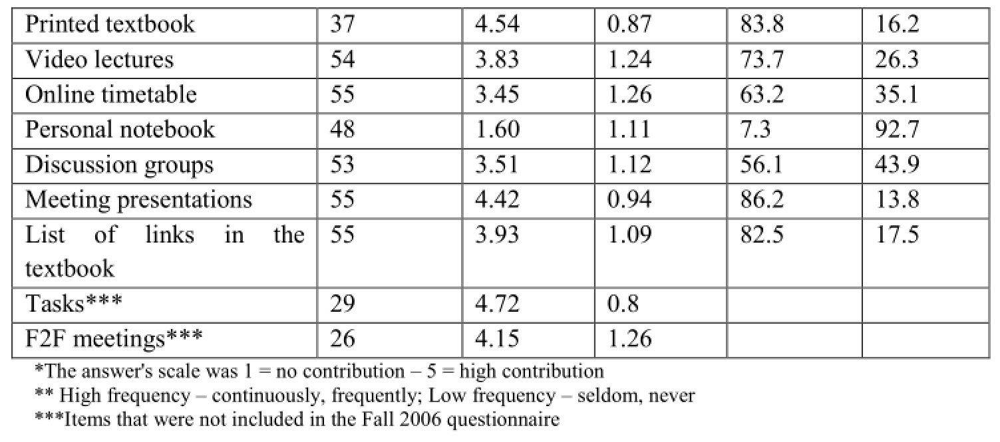 Printed textbook 37 4.54 0.87 83.8 16.2
Video lectures 54 3.83 1.24 73.7 26.3
Online timetable 55 3.45 1.26 63.2 35.1
Personal notebook 48 1.60 1.11 7.3 92.7
Discussion groups 53 3.51 1.12 56.1 43.9
Meeting presentations 55 4.42 0.94 86.2 13.8
List of links in the 55 3.93 1.09 82.5 17.5
textbook
Tasks*** 29 4.72 0.8
F2F meetings*** 26 4.15 1.26
*The answer's scale was 1 = no contribution – 5 = high contribution
** High frequency – continuously, frequently; Low frequency – seldom, never
***Items that were not included in the Fall 2006 questionnaire